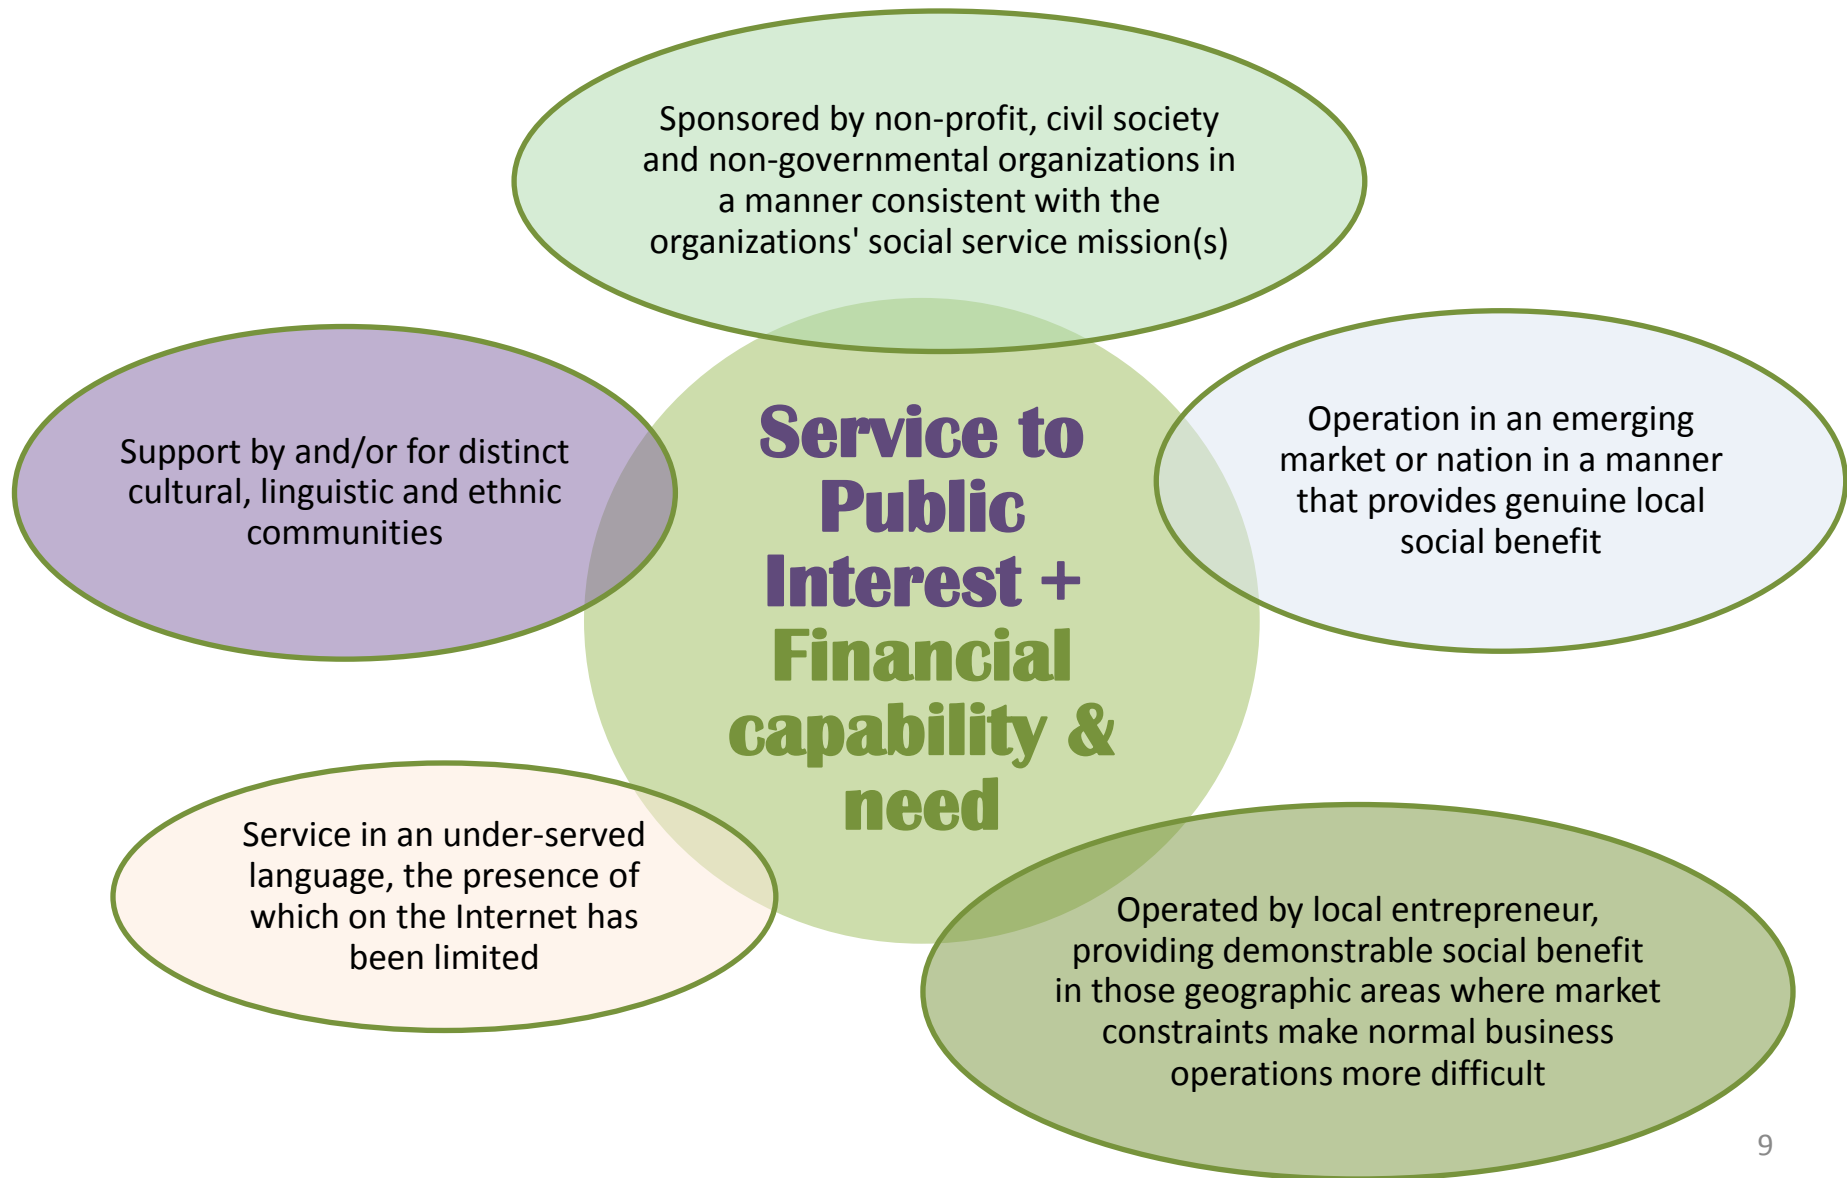 Sponsored by non-profit, civil society
and non-governmental organizations in
a manner consistent with the
organizations' social service mission(s)
Support by and/or for distinct
cultural, linguistic and ethnic
communities
Service to
Public
Interest +
Financial
capability &
need
Operation in an emerging
market or nation in a manner
that provides genuine local
social benefit
Service in an under-served
language, the presence of
which on the Internet has
been limited
Operated by local entrepreneur,
providing demonstrable social benefit
in those geographic areas where market
constraints make normal business
operations more difficult
9